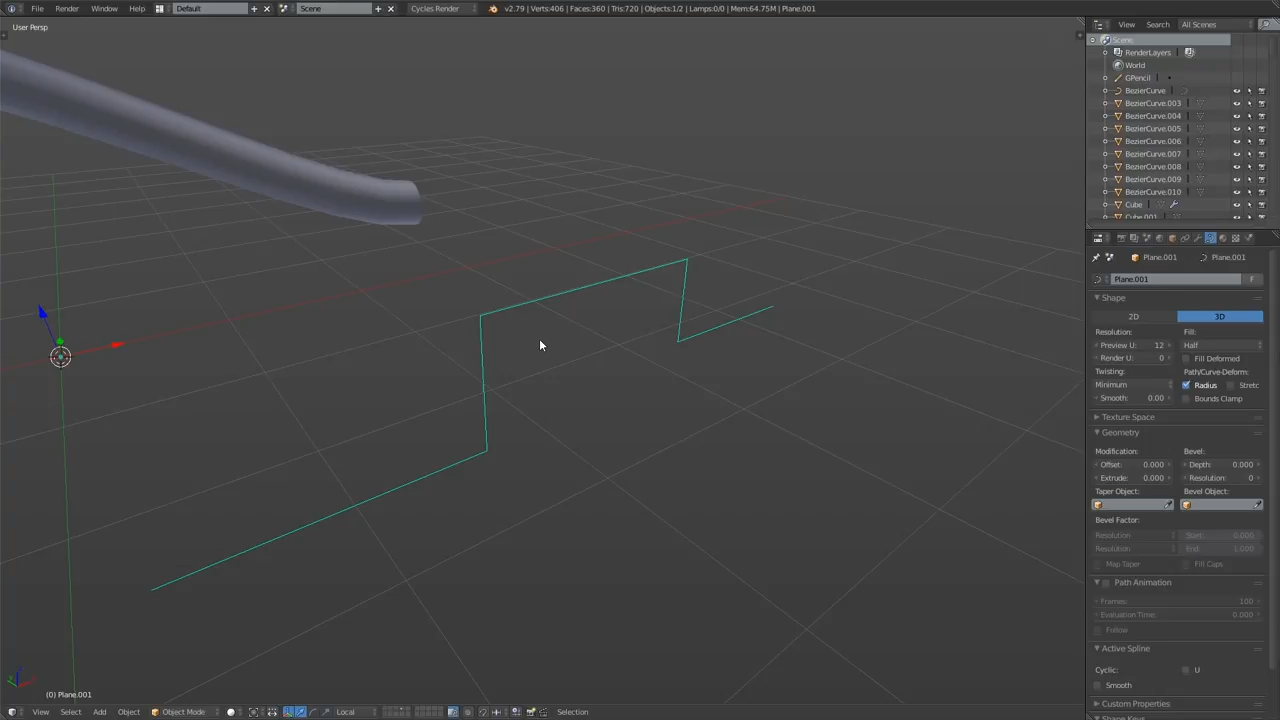 File Render Window Help Default Scene Cycles Render v2.79 | Verts:406 | Faces:360 | Tris:720 | Objects:1/2 | Lamps:0/0 | Mem:64.75M | Plane.001
User Persp
View Search All Scenes
Scene
RenderLayers
World
GPencil
BezierCurve
BezierCurve.003
BezierCurve.004
BezierCurve.005
BezierCurve.006
BezierCurve.007
BezierCurve.008
BezierCurve.009
BezierCurve.010
Cube
Cube.001
Plane.001 Plane.001
Plane.001 F
Shape
2D 3D
Resolution: Fill:
Preview U: 12 Half
Render U: 0 Fill Deformed
Twisting: Path/Curve-Deform:
Minimum Radius Stretc
Smooth: 0.00 Bounds Clamp
Texture Space
Geometry
Modification: Bevel:
Offset: 0.000 Depth: 0.000
Extrude: 0.000 Resolution: 0
Taper Object: Bevel Object:
Bevel Factor:
Resolution Start: 0.000
Resolution End: 1.000
Map Taper Fill Caps
Path Animation
Frames: 100
Evaluation Time: 0.000
Follow
Active Spline
Cyclic: U
Smooth
Custom Properties
Shape Keys
(0) Plane.001
View Select Add Object Object Mode Local Selection